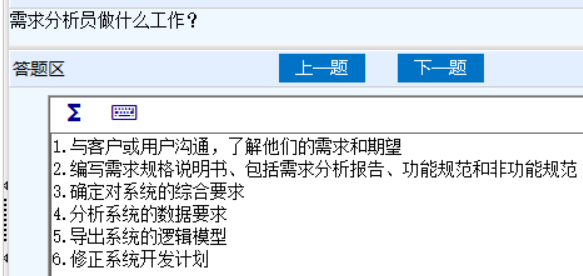 需求分析员做什么工作？
答题区
上一题 下一题
Σ
1.与客户或用户沟通，了解他们的需求和期望
2.编写需求规格说明书、包括需求分析报告、功能规范和非功能规范
3.确定对系统的综合要求
4.分析系统的数据要求
5.导出系统的逻辑模型
6.修正系统开发计划